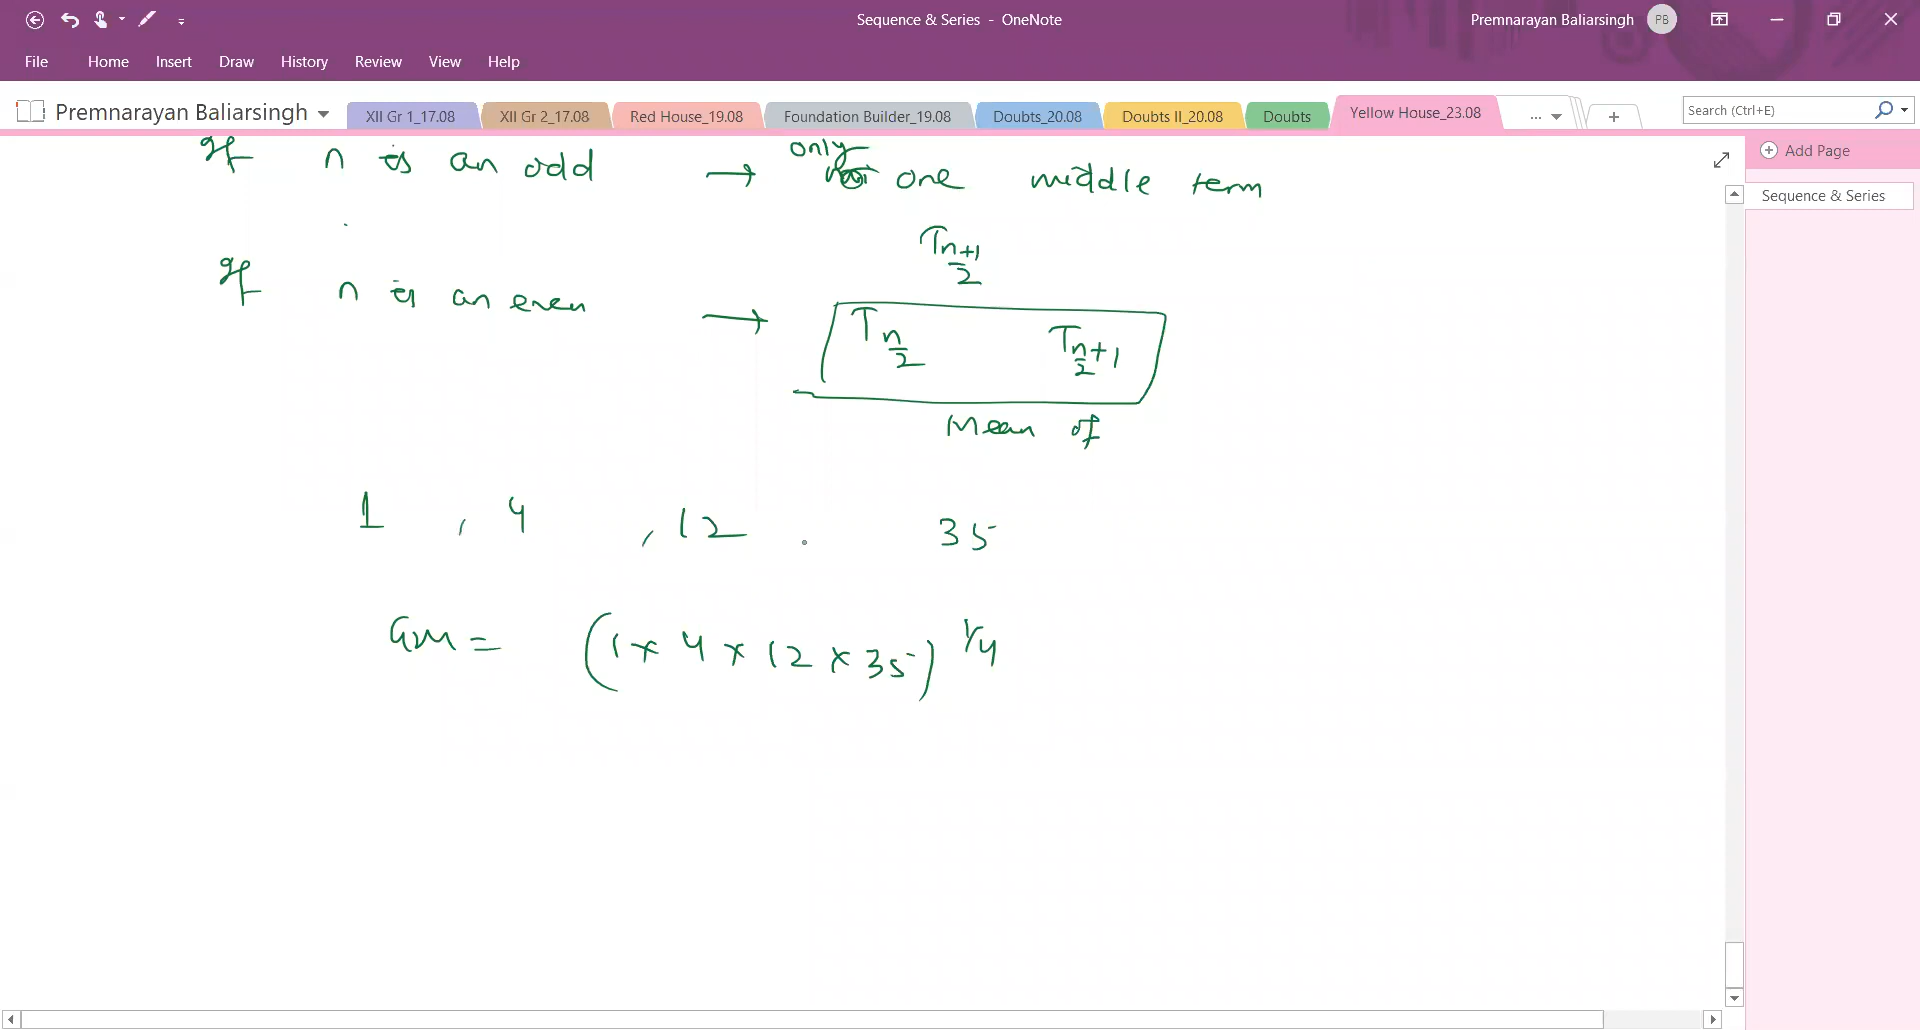 Sequence & Series - OneNote
Premnarayan Baliarsingh PB
File Home Insert Draw History Review View Help
Premnarayan Baliarsingh
XII Gr 1_17.08 XII Gr 2_17.08 Red House_19.08 Foundation Builder_19.08 Doubts_20.08 Doubts II_20.08 Doubts Yellow House_23.08 ... +
Search (Ctrl+E)
Add Page
Sequence & Series
only
If n is an odd → one middle term
T n+1/2
If n is an even → T n/2 T n/2+1
Mean of
1 , 4 , 12 . 35
GM = (1 × 4 × 12 × 35) 1/4